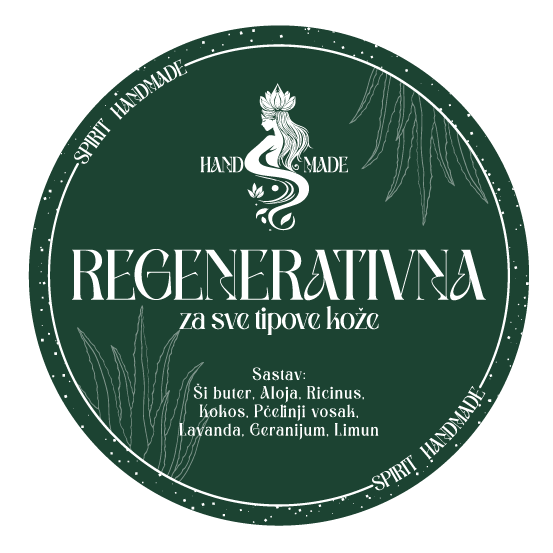 SPIRIT HANDMADE
HAND MADE
REGENERATIVNA
za sve tipove kože
Sastav:
Ši buter, Aloja, Ricinus,
Kokos, Pčelinji vosak,
Lavanda, Geranijum, Limun
SPIRIT HANDMADE